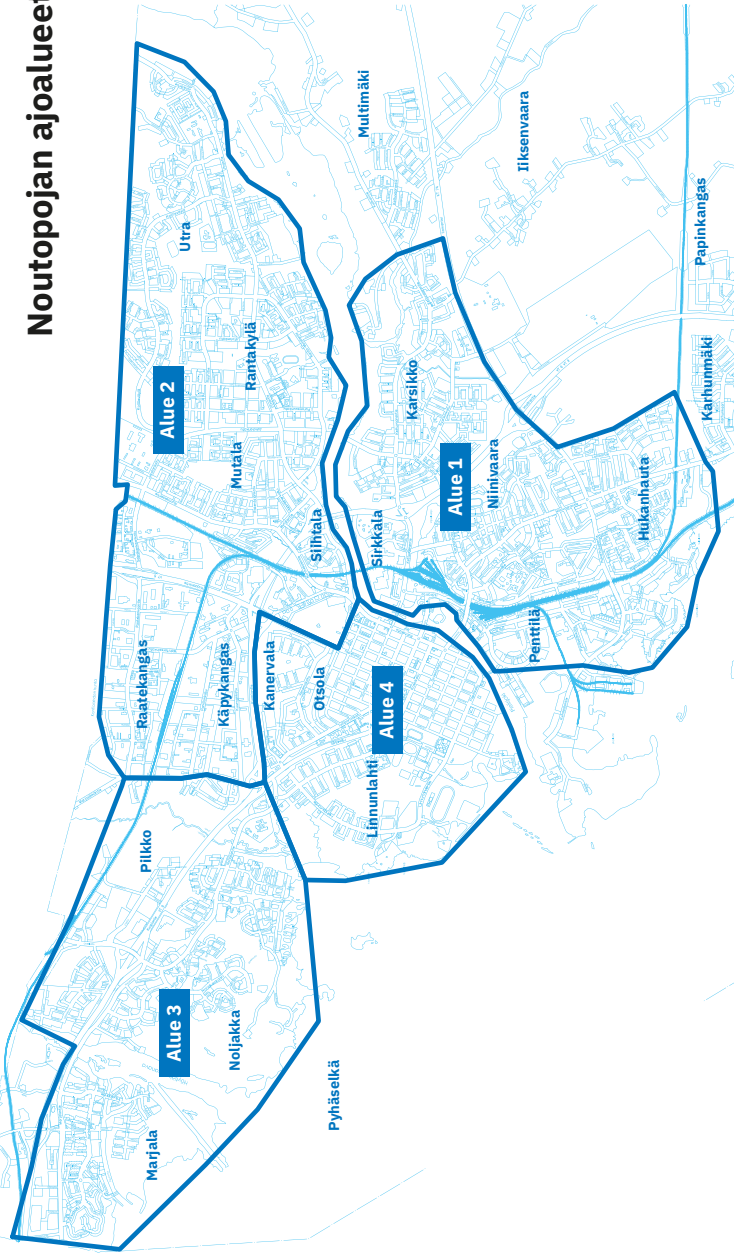 Noutopojan ajoalueet
Marjala
Alue 3
Noljakka
Pyhäselkä
Pilkko
Raatekangas
Käpykangas
Kanervala
Otsola
Alue 4
Linnunlahti
Alue 2
Utra
Rantakylä
Mutala
Siihtala
Sirkkala
Karsikko
Alue 1
Niinivaara
Penttilä
Hukanhauta
Multimäki
Iiksenvaara
Papinkangas
Karhunmäki